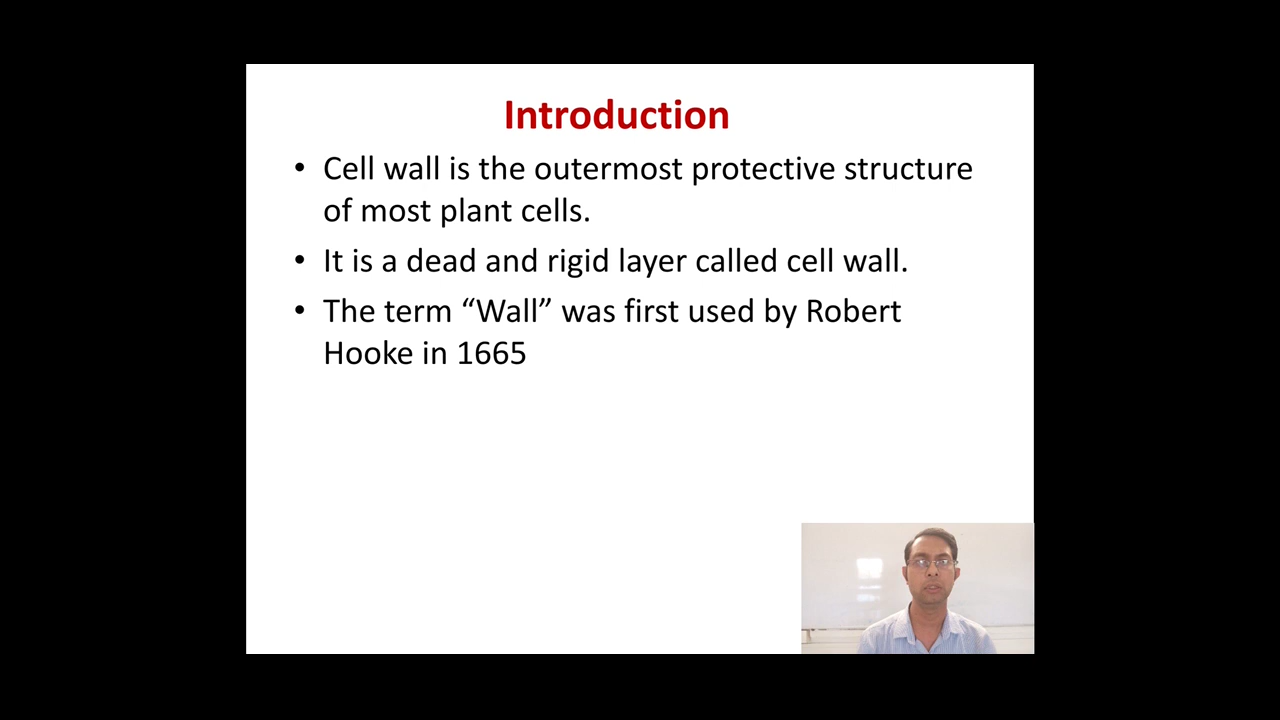 Introduction
• Cell wall is the outermost protective structure
of most plant cells.
• It is a dead and rigid layer called cell wall.
• The term “Wall” was first used by Robert
Hooke in 1665